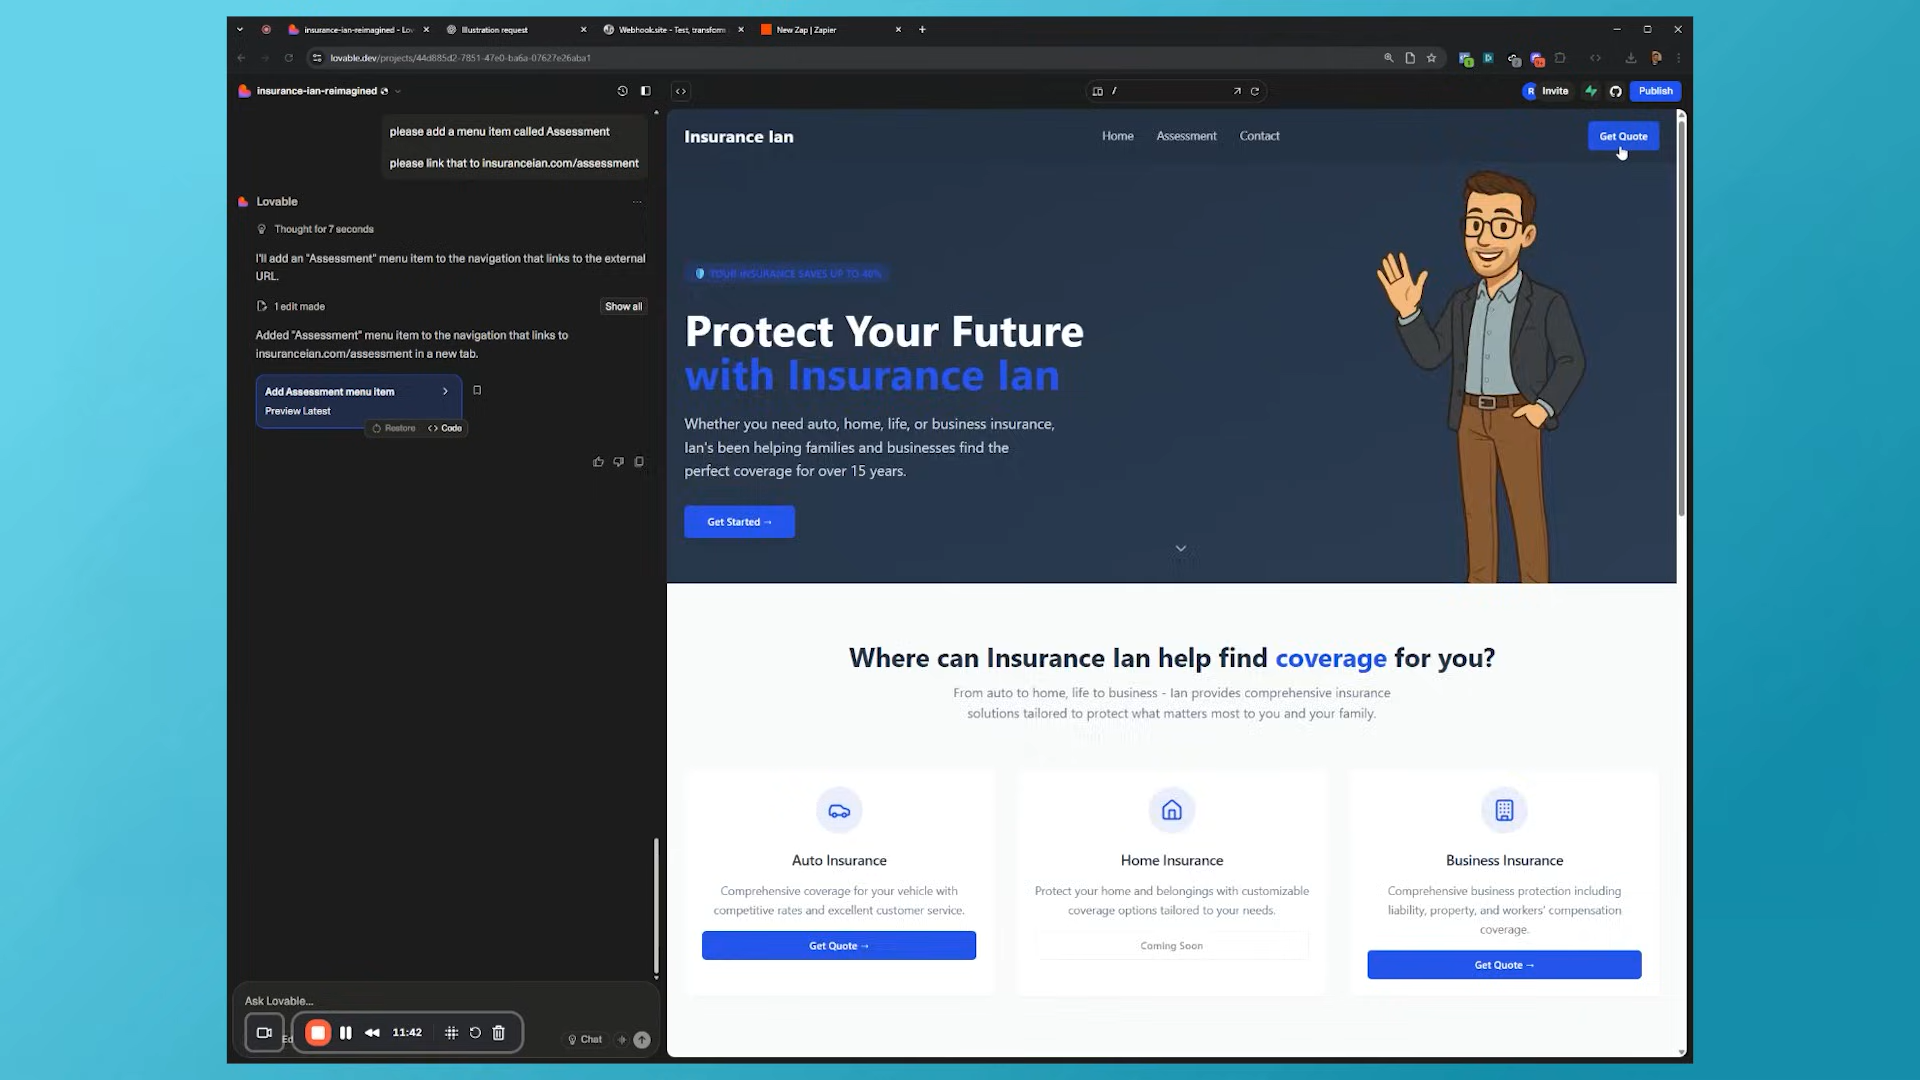 insurance-ian-reimagined - Lov
Illustration request
Webhook.site - Test, transform
New Zap | Zapier
lovable.dev/projects/44d885d2-7851-47e0-ba6a-07627e26aba1
insurance-ian-reimagined
/
R
Invite
Publish
please add a menu item called Assessment
please link that to insuranceian.com/assessment
Lovable
Thought for 7 seconds
I'll add an "Assessment" menu item to the navigation that links to the external
URL.
1 edit made
Show all
Added "Assessment" menu item to the navigation that links to
insuranceian.com/assessment in a new tab.
Add Assessment menu item
Preview Latest
Restore
Code
Ask Lovable...
Ed
11:42
Chat
Insurance Ian
Home
Assessment
Contact
Get Quote
YOUR INSURANCE SAVES UP TO 40%
Protect Your Future
with Insurance Ian
Whether you need auto, home, life, or business insurance,
Ian's been helping families and businesses find the
perfect coverage for over 15 years.
Get Started →
Where can Insurance Ian help find coverage for you?
From auto to home, life to business - Ian provides comprehensive insurance
solutions tailored to protect what matters most to you and your family.
Auto Insurance
Comprehensive coverage for your vehicle with
competitive rates and excellent customer service.
Get Quote →
Home Insurance
Protect your home and belongings with customizable
coverage options tailored to your needs.
Coming Soon
Business Insurance
Comprehensive business protection including
liability, property, and workers' compensation
coverage.
Get Quote →